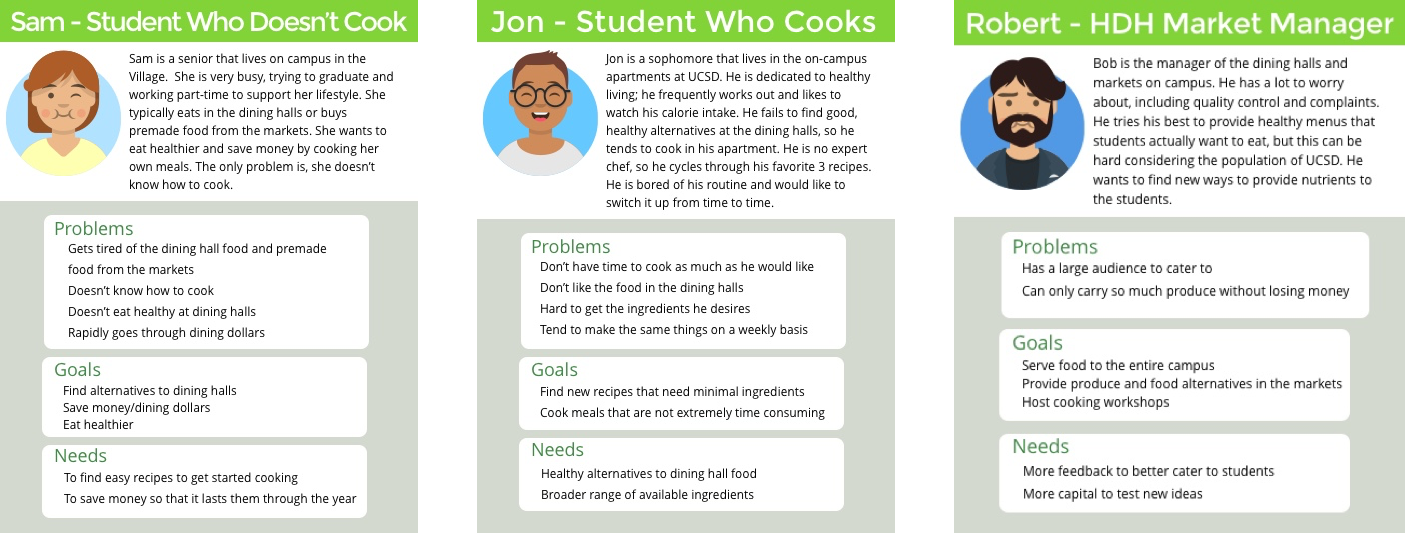 Sam - Student Who Doesn't Cook
Sam is a senior that lives on campus in the
Village. She is very busy, trying to graduate and
working part-time to support her lifestyle. She
typically eats in the dining halls or buys
premade food from the markets. She wants to
eat healthier and save money by cooking her
own meals. The only problem is, she doesn't
know how to cook.
Problems
Gets tired of the dining hall food and premade
food from the markets
Doesn't know how to cook
Doesn't eat healthy at dining halls
Rapidly goes through dining dollars
Goals
Find alternatives to dining halls
Save money/dining dollars
Eat healthier
Needs
To find easy recipes to get started cooking
To save money so that it lasts them through the year
Jon - Student Who Cooks
Jon is a sophomore that lives in the on-campus
apartments at UCSD. He is dedicated to healthy
living; he frequently works out and likes to
watch his calorie intake. He fails to find good,
healthy alternatives at the dining halls, so he
tends to cook in his apartment. He is no expert
chef, so he cycles through his favorite 3 recipes.
He is bored of his routine and would like to
switch it up from time to time.
Problems
Don't have time to cook as much as he would like
Don't like the food in the dining halls
Hard to get the ingredients he desires
Tend to make the same things on a weekly basis
Goals
Find new recipes that need minimal ingredients
Cook meals that are not extremely time consuming
Needs
Healthy alternatives to dining hall food
Broader range of available ingredients
Robert - HDH Market Manager
Bob is the manager of the dining halls and
markets on campus. He has a lot to worry
about, including quality control and complaints.
He tries his best to provide healthy menus that
students actually want to eat, but this can be
hard considering the population of UCSD. He
wants to find new ways to provide nutrients to
the students.
Problems
Has a large audience to cater to
Can only carry so much produce without losing money
Goals
Serve food to the entire campus
Provide produce and food alternatives in the markets
Host cooking workshops
Needs
More feedback to better cater to students
More capital to test new ideas